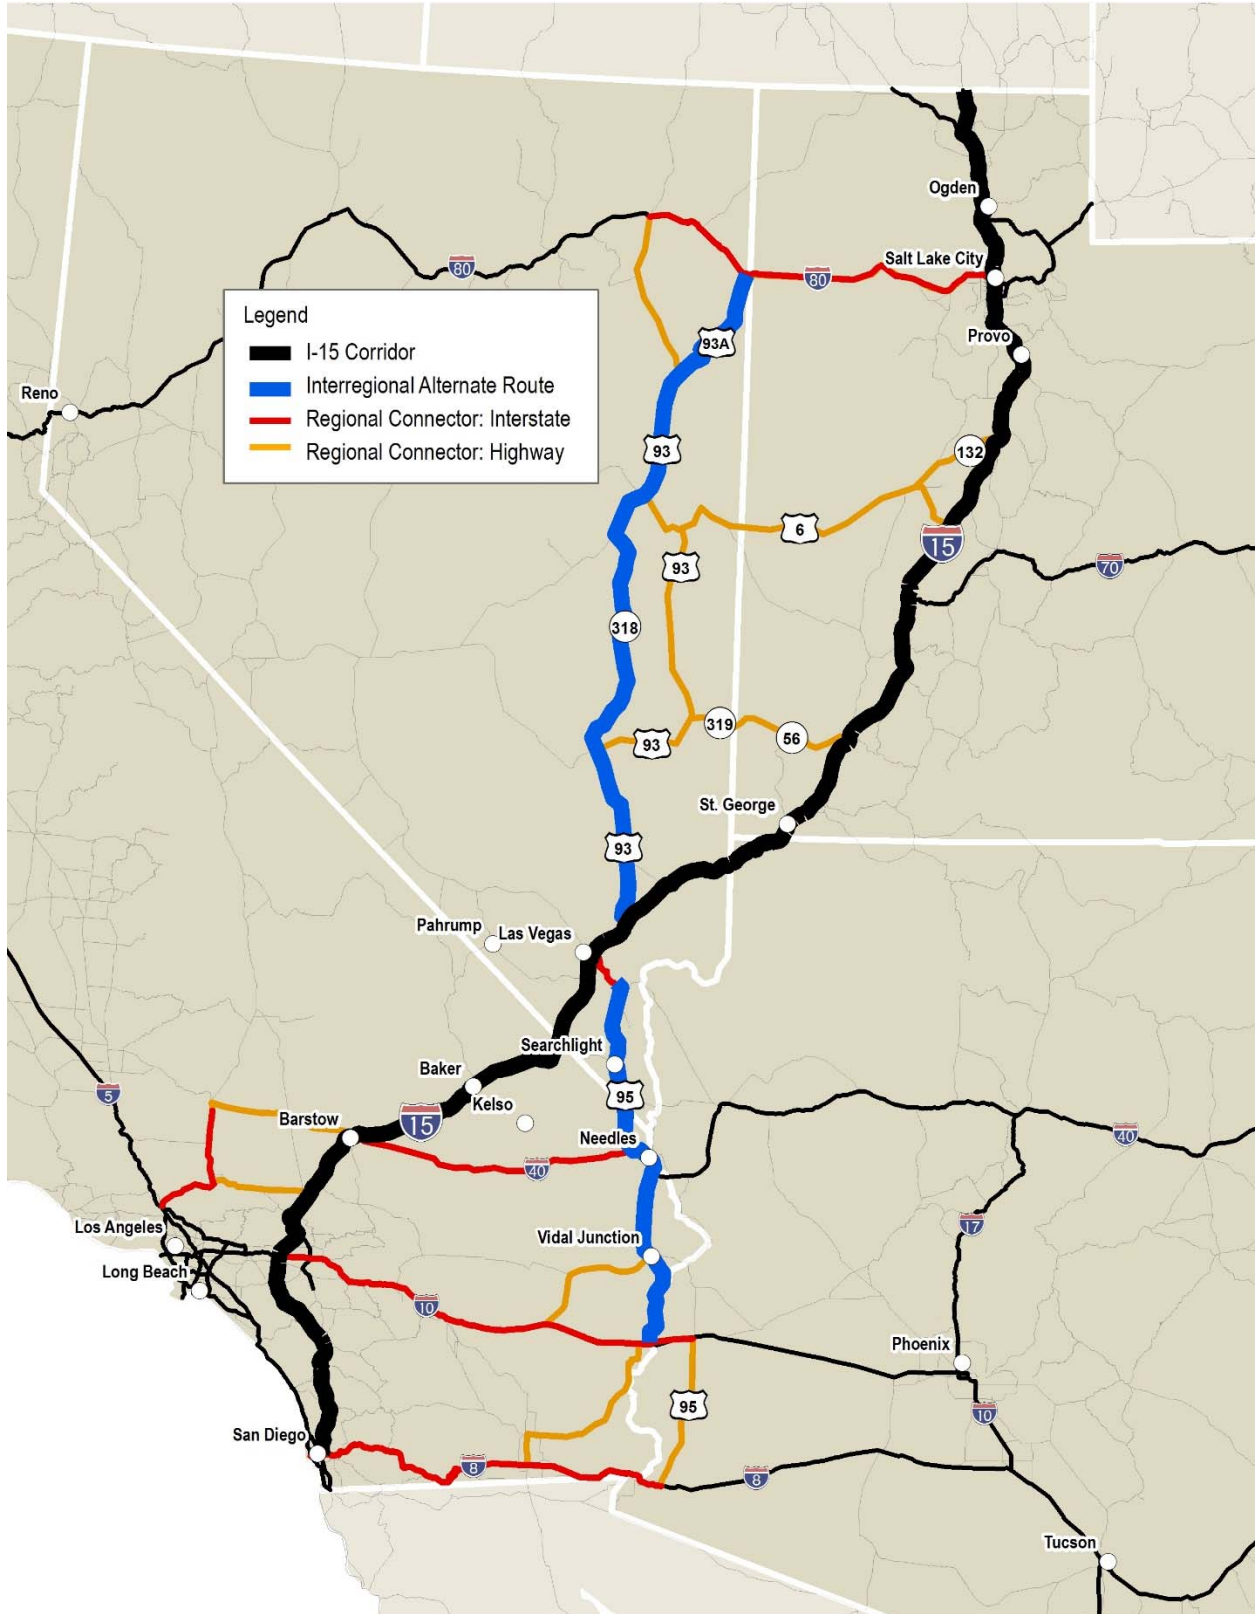 Ogden
Salt Lake City
80
80
Legend
I-15 Corridor
Interregional Alternate Route
Regional Connector: Interstate
Regional Connector: Highway
93A
Provo
Reno
93
132
6
15
93
70
318
319
93
56
St. George
93
Pahrump
Las Vegas
Searchlight
Baker
5
95
Kelso
15
Barstow
Needles
40
40
17
Los Angeles
Vidal Junction
Long Beach
10
Phoenix
95
10
San Diego
8
8
Tucson